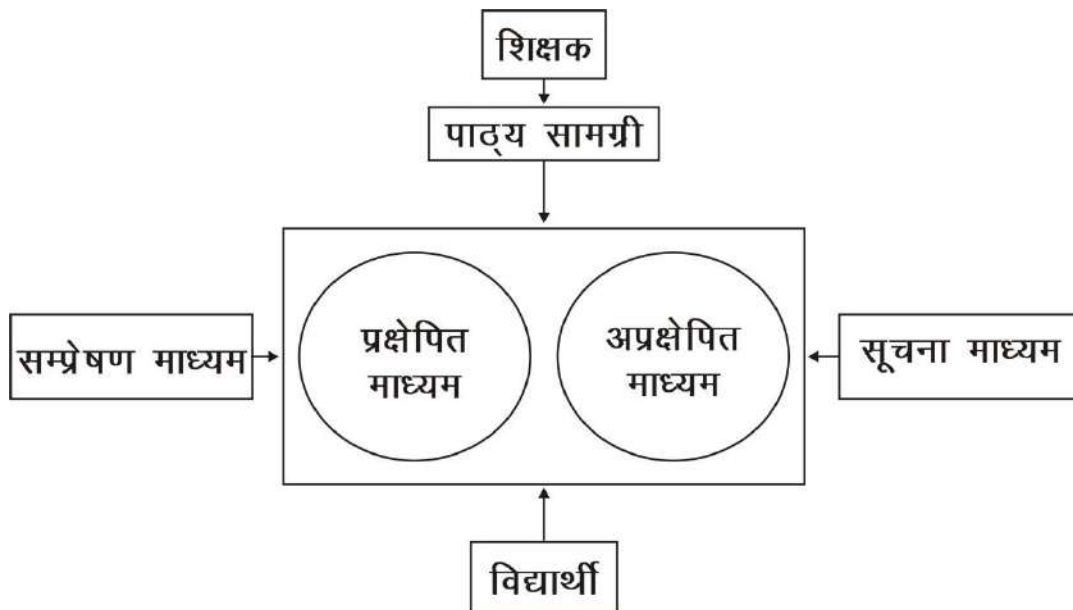 शिक्षक
पाठ्य सामग्री
सम्प्रेषण माध्यम
प्रक्षेपित
माध्यम
अप्रक्षेपित
माध्यम
सूचना माध्यम
विद्यार्थी